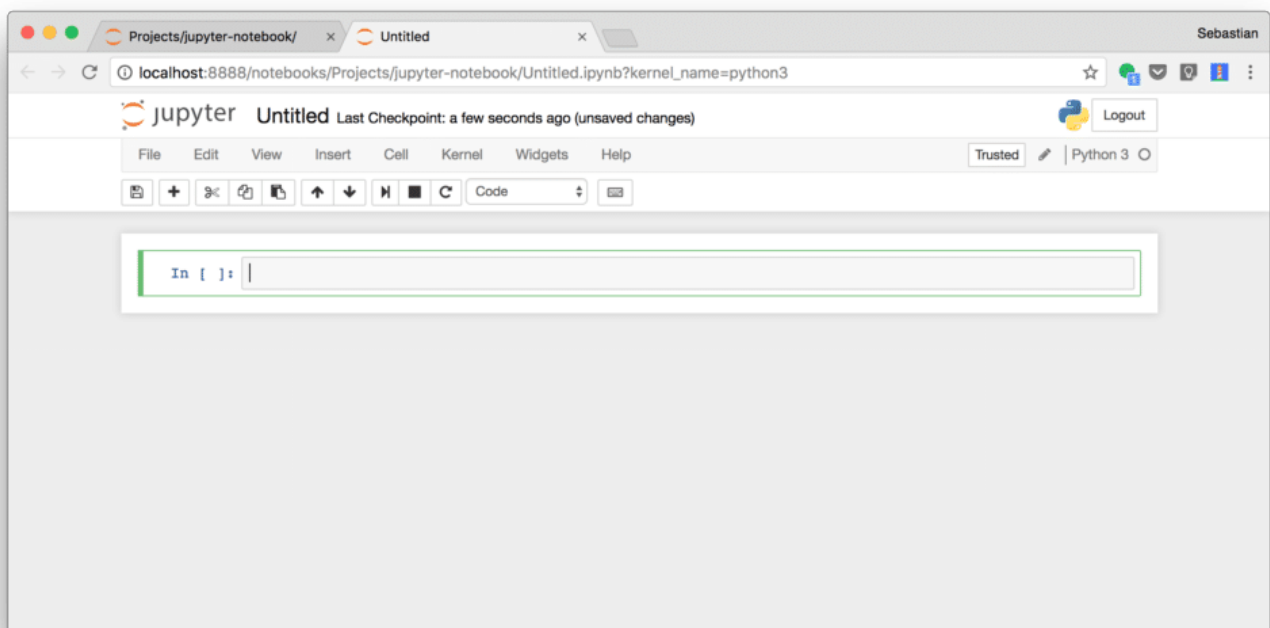 Projects/jupyter-notebook/ Untitled Sebastian
localhost:8888/notebooks/Projects/jupyter-notebook/Untitled.ipynb?kernel_name=python3
jupyter Untitled Last Checkpoint: a few seconds ago (unsaved changes) Logout
File Edit View Insert Cell Kernel Widgets Help Trusted Python 3
Code
In [ ]: